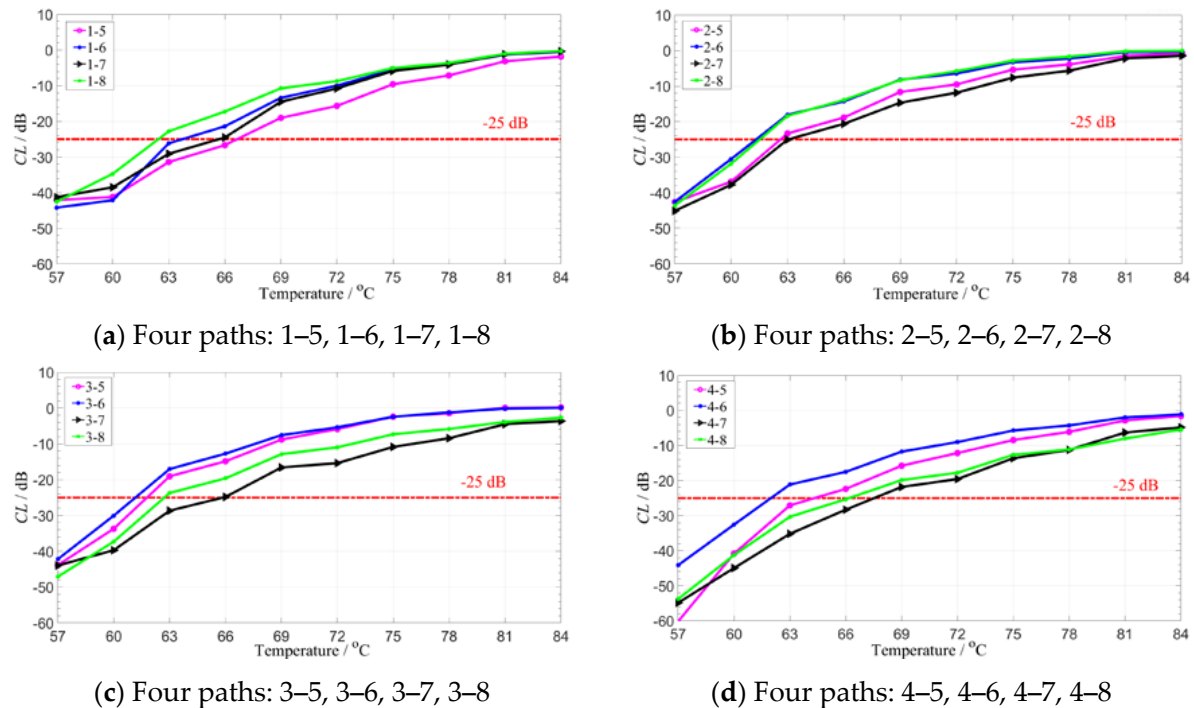 10
0
-10
-20
-30
-40
-50
-60
CL / dB
1-5
1-6
1-7
1-8
-25 dB
57 60 63 66 69 72 75 78 81 84
Temperature / °C
(a) Four paths: 1–5, 1–6, 1–7, 1–8
10
0
-10
-20
-30
-40
-50
-60
CL / dB
2-5
2-6
2-7
2-8
-25 dB
57 60 63 66 69 72 75 78 81 84
Temperature / °C
(b) Four paths: 2–5, 2–6, 2–7, 2–8
10
0
-10
-20
-30
-40
-50
-60
CL / dB
3-5
3-6
3-7
3-8
-25 dB
57 60 63 66 69 72 75 78 81 84
Temperature / °C
(c) Four paths: 3–5, 3–6, 3–7, 3–8
10
0
-10
-20
-30
-40
-50
-60
CL / dB
4-5
4-6
4-7
4-8
-25 dB
57 60 63 66 69 72 75 78 81 84
Temperature / °C
(d) Four paths: 4–5, 4–6, 4–7, 4–8